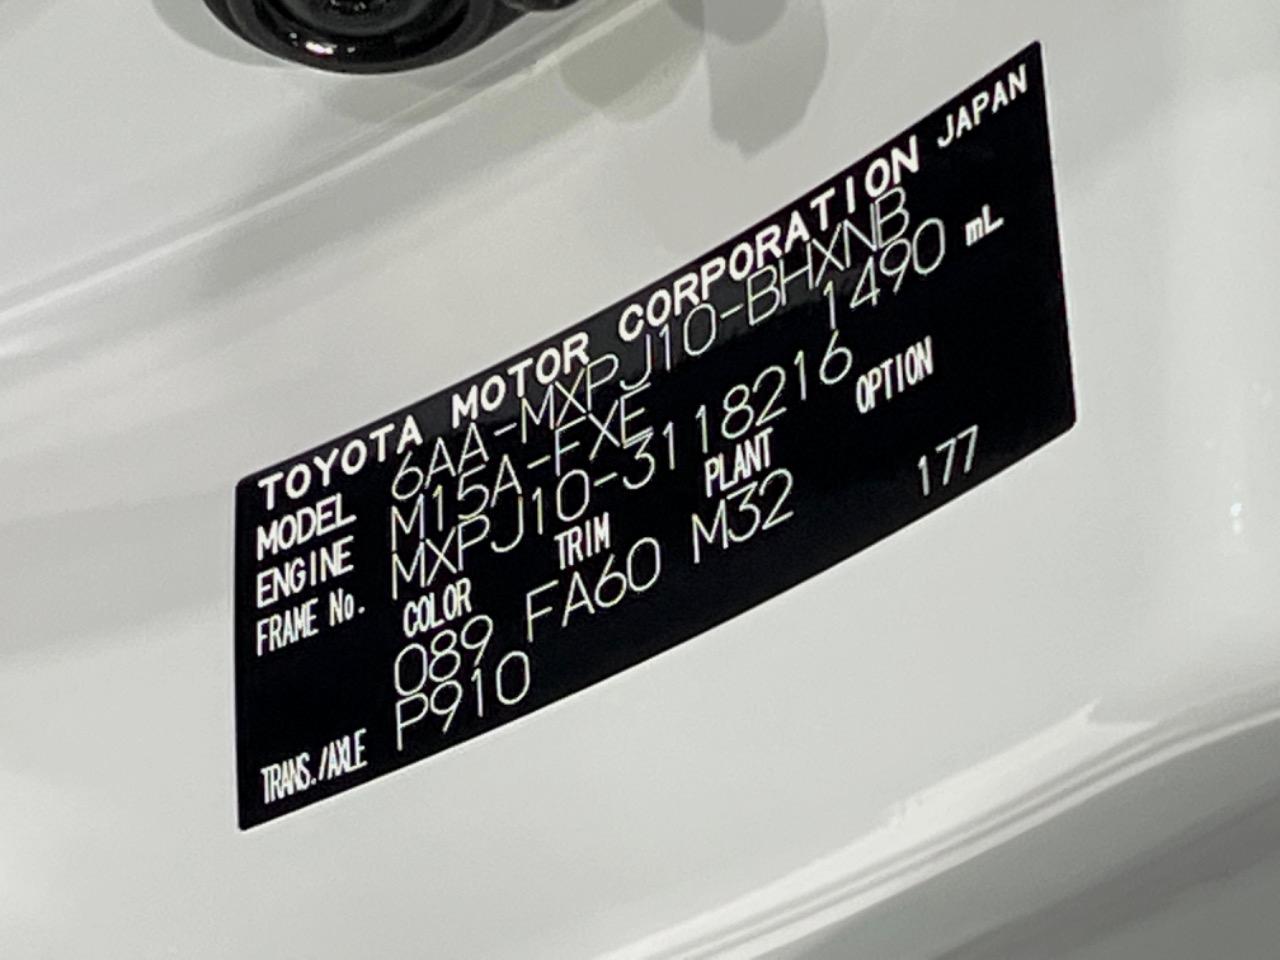 TOYOTA MOTOR CORPORATION JAPAN
MODEL 6AA-MXPJ10-BHXNB
ENGINE M15A-FXE 1490 mL
FRAME No. MXPJ10-3118216
COLOR TRIM PLANT OPTION
089 FA60 M32 177
TRANS./AXLE P910